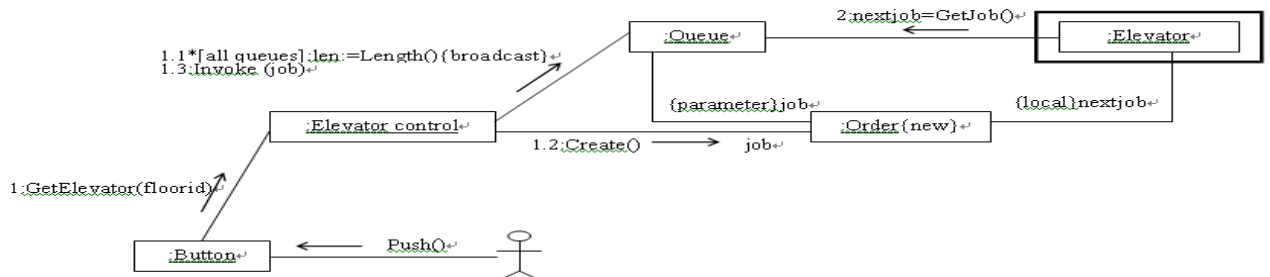 2:nextjob=GetJob()
:Queue
:Elevator
1.1*[all queues]:len:=Length(){broadcast}
1.3:Invoke (job)
{parameter}job
{local}nextjob
:Elevator control
:Order{new}
1.2:Create()
job
1:GetElevator(floorid)
Push()
:Button